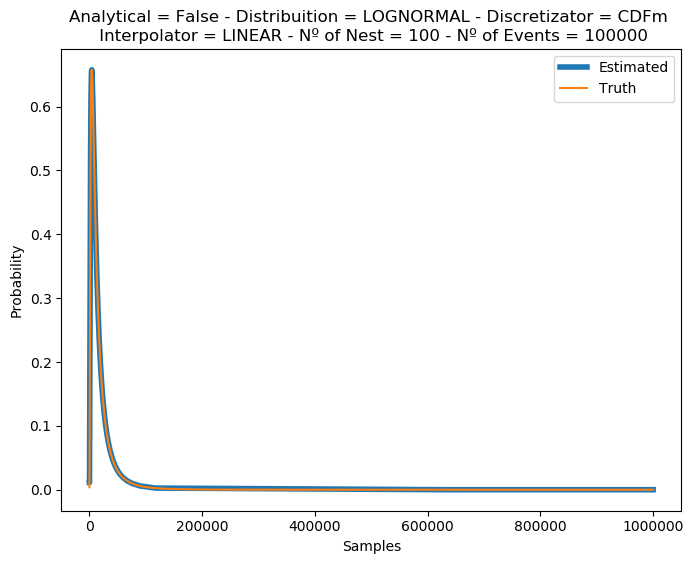 Analytical = False - Distribuition = LOGNORMAL - Discretizator = CDFm
Interpolator = LINEAR - Nº of Nest = 100 - Nº of Events = 100000
Estimated
Truth
0.6
0.5
0.4
0.3
0.2
0.1
0.0
Probability
0 200000 400000 600000 800000 1000000
Samples